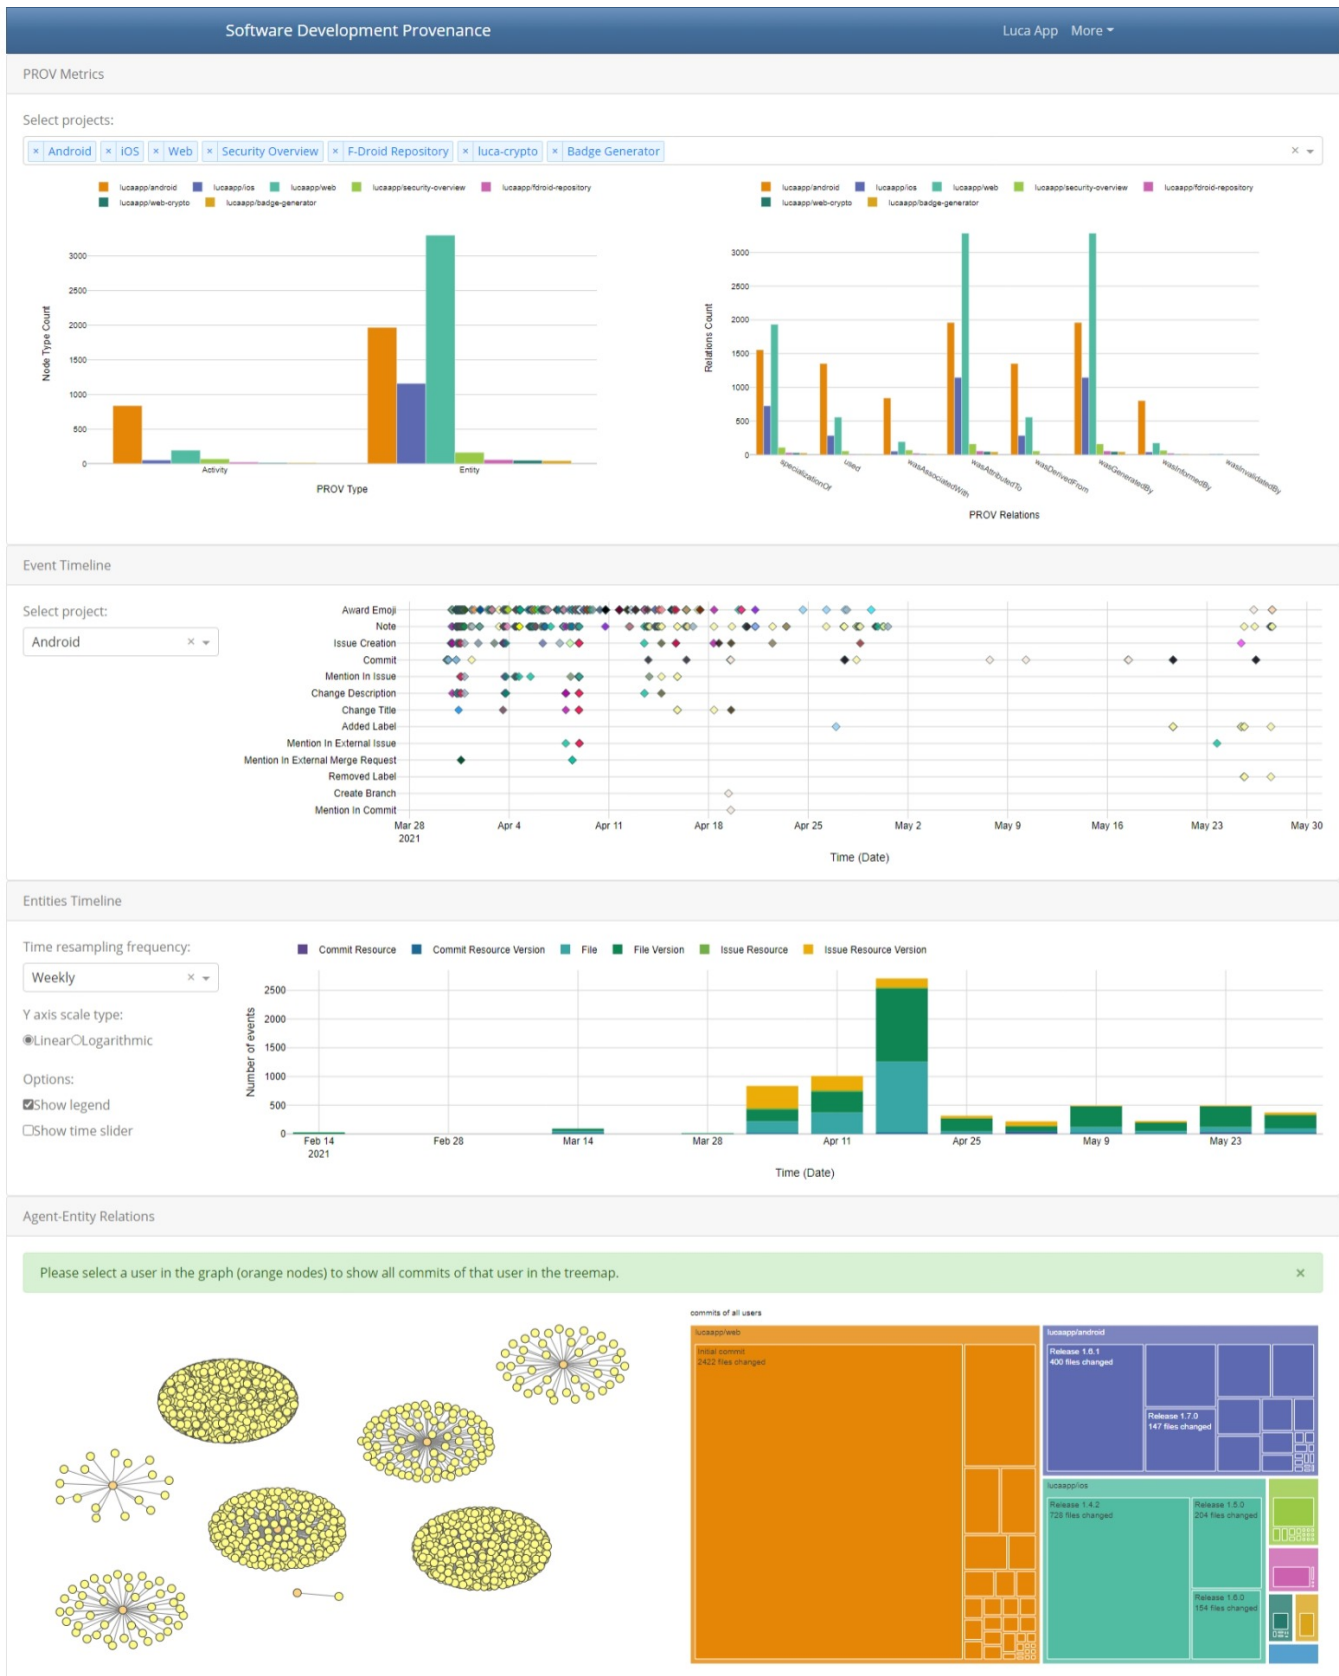 Software Development Provenance
Luca App More
PROV Metrics
Select projects:
× Android × iOS × Web × Security Overview × F-Droid Repository × luca-crypto × Badge Generator ×
lucaapp/android lucaapp/ios lucaapp/web lucaapp/security-overview lucaapp/fdroid-repository
lucaapp/web-crypto lucaapp/badge-generator
3000
2500
2000
1500
1000
500
0
Node Type Count
Activity Entity
PROV Type
lucaapp/android lucaapp/ios lucaapp/web lucaapp/security-overview lucaapp/fdroid-repository
lucaapp/web-crypto lucaapp/badge-generator
3000
2500
2000
1500
1000
500
0
Relations Count
specializationOf used wasAssociatedWith wasAttributedTo wasDerivedFrom wasGeneratedBy wasInformedBy wasInvalidatedBy
PROV Relations
Event Timeline
Select project:
Android ×
Award Emoji
Note
Issue Creation
Commit
Mention In Issue
Change Description
Change Title
Added Label
Mention In External Issue
Mention In External Merge Request
Removed Label
Create Branch
Mention In Commit
Mar 28 Apr 4 Apr 11 Apr 18 Apr 25 May 2 May 9 May 16 May 23 May 30
2021
Time (Date)
Entities Timeline
Time resampling frequency:
Weekly ×
Y axis scale type:
Linear Logarithmic
Options:
Show legend
Show time slider
Commit Resource Commit Resource Version File File Version Issue Resource Issue Resource Version
2500
2000
1500
1000
500
0
Number of events
Feb 14 Feb 28 Mar 14 Mar 28 Apr 11 Apr 25 May 9 May 23
2021
Time (Date)
Agent-Entity Relations
Please select a user in the graph (orange nodes) to show all commits of that user in the treemap. ×
commits of all users
lucaapp/web
Initial commit
2422 files changed
lucaapp/android
Release 1.6.1
400 files changed
Release 1.7.0
147 files changed
lucaapp/ios
Release 1.4.2
728 files changed
Release 1.5.0
204 files changed
Release 1.6.0
154 files changed